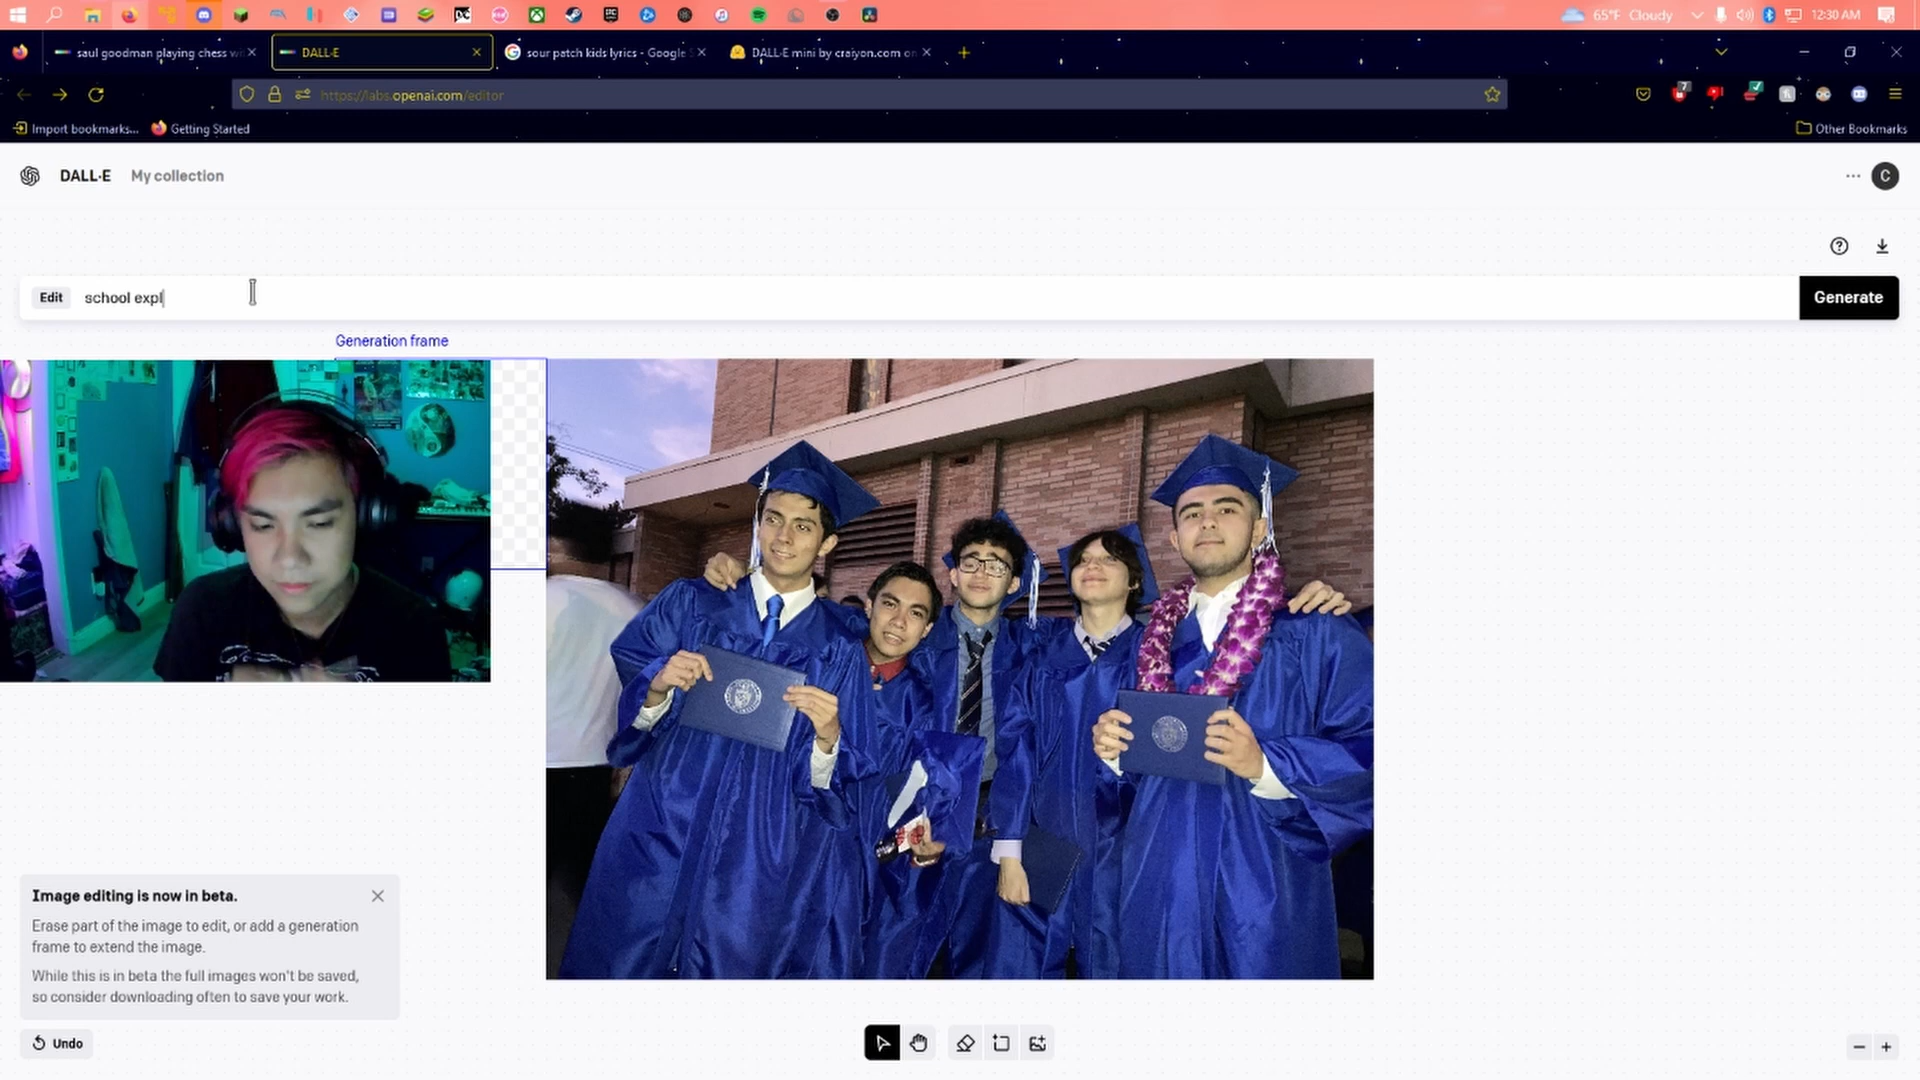 65°F Cloudy
12:30 AM
saul goodman playing chess w
DALL·E
sour patch kids lyrics - Google
DALL·E mini by craiyon.com on
https://labs.openai.com/editor
7
Import bookmarks...
Getting Started
Other Bookmarks
DALL·E
My collection
C
Edit
school expl
Generate
Generation frame
Image editing is now in beta.
Erase part of the image to edit, or add a generation
frame to extend the image.
While this is in beta the full images won't be saved,
so consider downloading often to save your work.
Undo